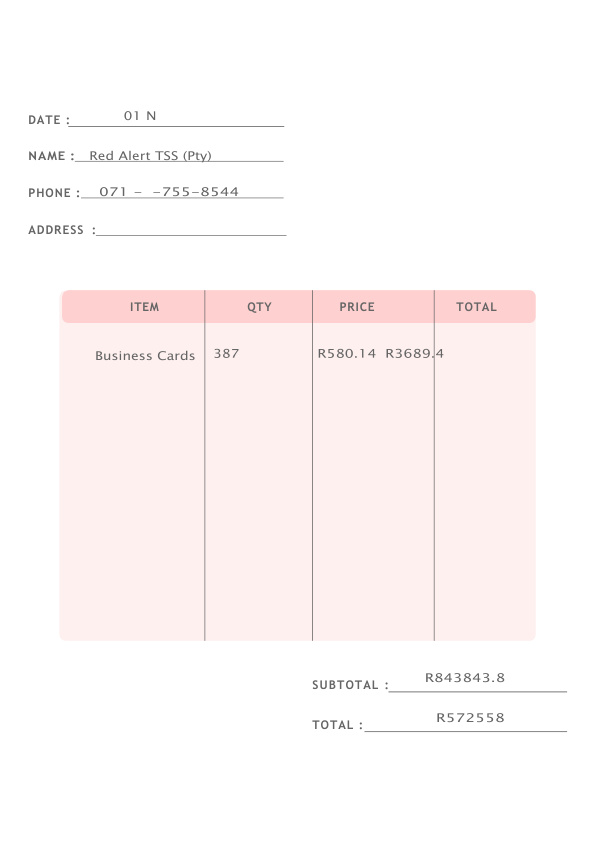 DATE : 01 N
NAME : Red Alert TSS (Pty)
PHONE : 071 – –755–8544
ADDRESS :
ITEM QTY PRICE TOTAL
Business Cards 387 R580.14 R3689.4
SUBTOTAL : R843843.8
TOTAL : R572558